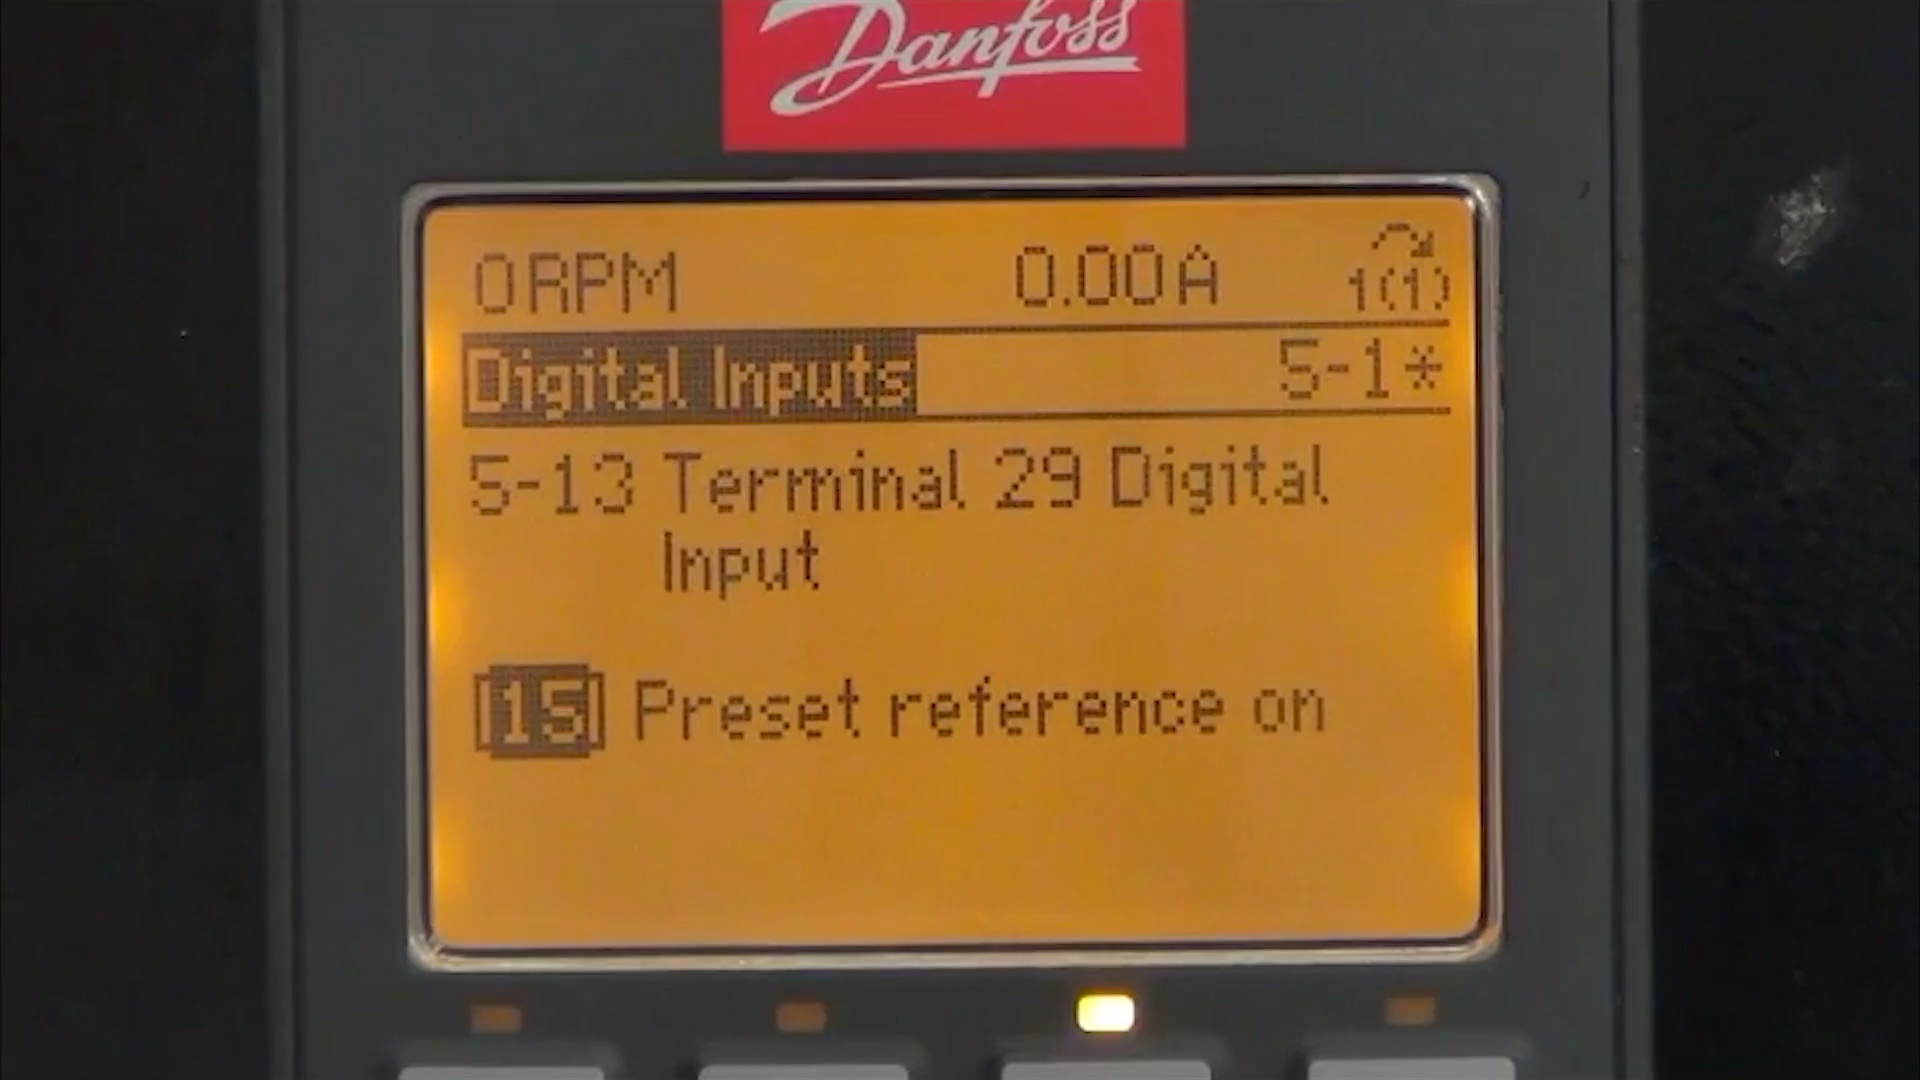 Danfoss
0RPM 0.00A 1(1)
Digital Inputs 5-1*
5-13 Terminal 29 Digital
Input
[15] Preset reference on